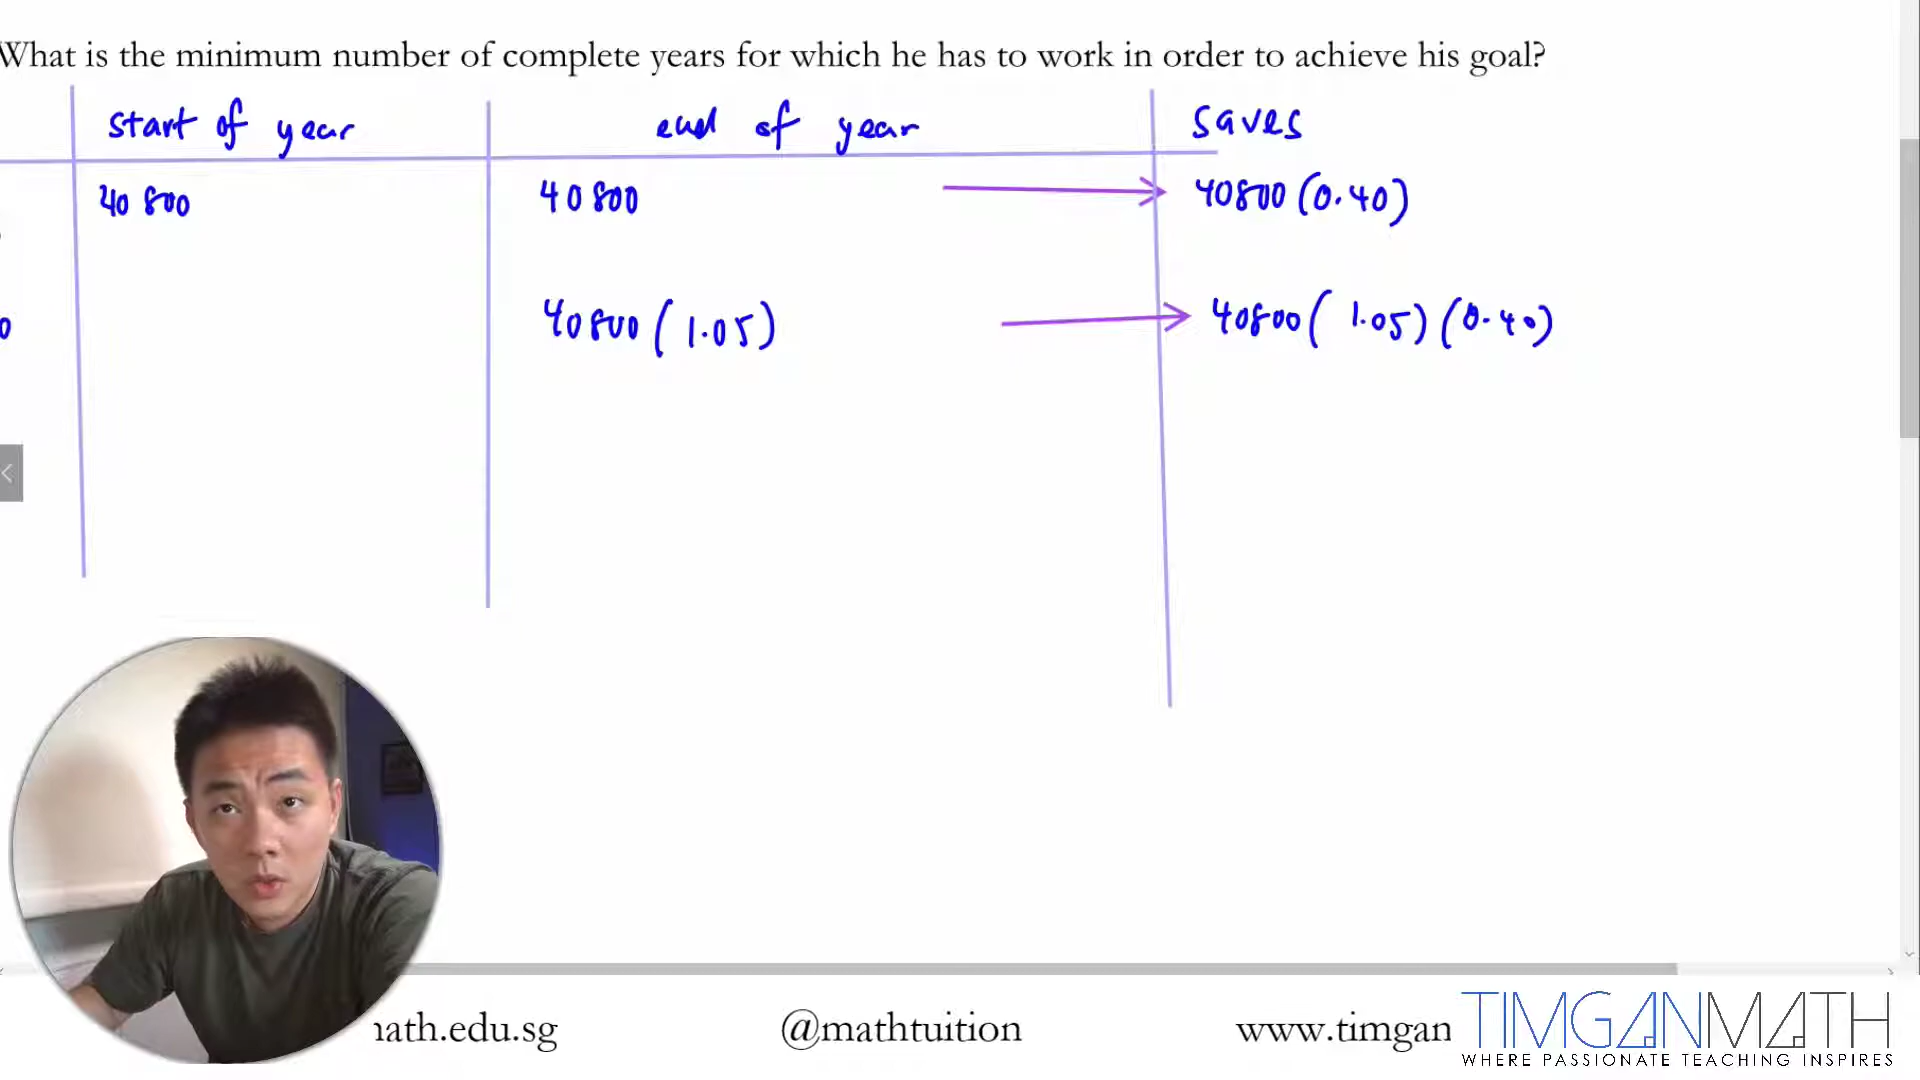 What is the minimum number of complete years for which he has to work in order to achieve his goal?
start of year end of year saves
40 800 40 800 40800 (0.40)
0 40800 (1.05) 40800 (1.05) (0.40)
nath.edu.sg @mathtuition www.timgan TIMGANMATH
WHERE PASSIONATE TEACHING INSPIRES